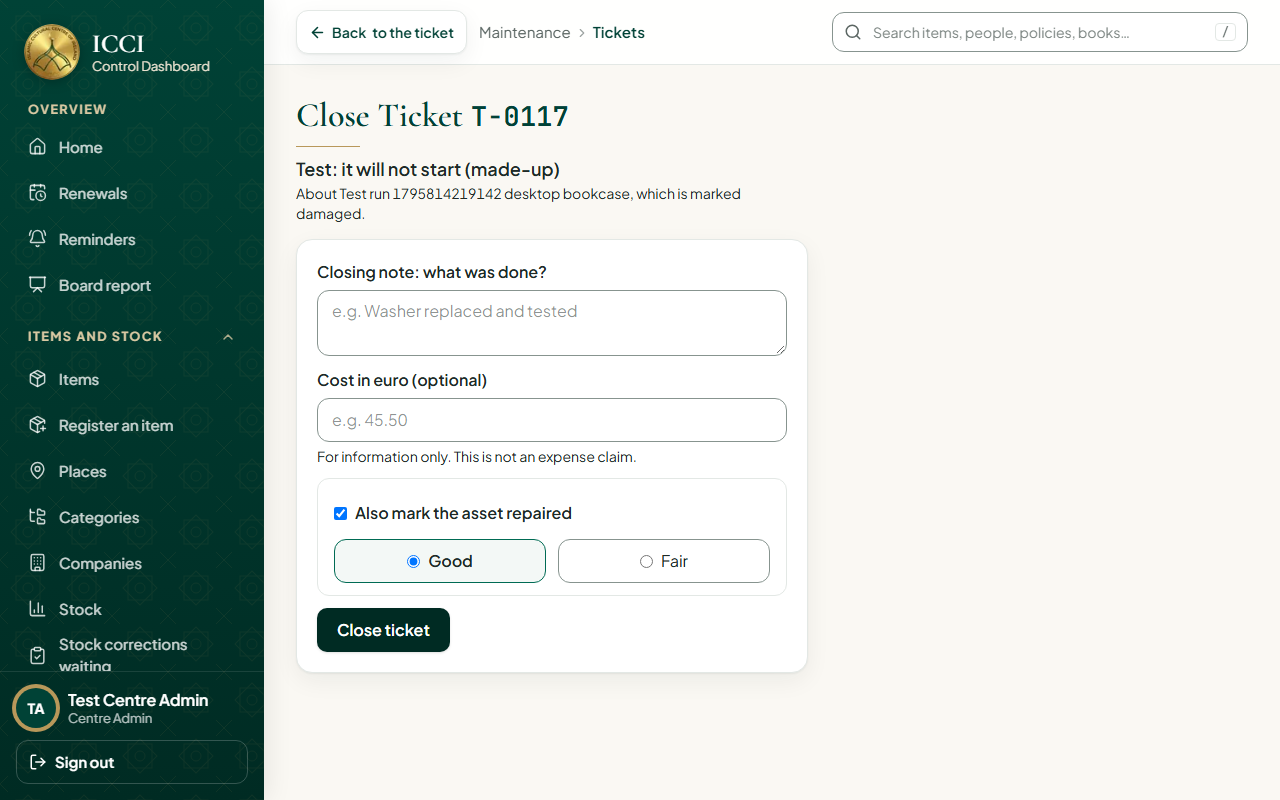 ICCI
Control Dashboard
OVERVIEW
Home
Renewals
Reminders
Board report
ITEMS AND STOCK
Items
Register an item
Places
Categories
Companies
Stock
Stock corrections
waiting
TA
Test Centre Admin
Centre Admin
Sign out
Back to the ticket
Maintenance › Tickets
Search items, people, policies, books…
/
Close Ticket T-0117
Test: it will not start (made-up)
About Test run 1795814219142 desktop bookcase, which is marked
damaged.
Closing note: what was done?
e.g. Washer replaced and tested
Cost in euro (optional)
e.g. 45.50
For information only. This is not an expense claim.
Also mark the asset repaired
Good
Fair
Close ticket